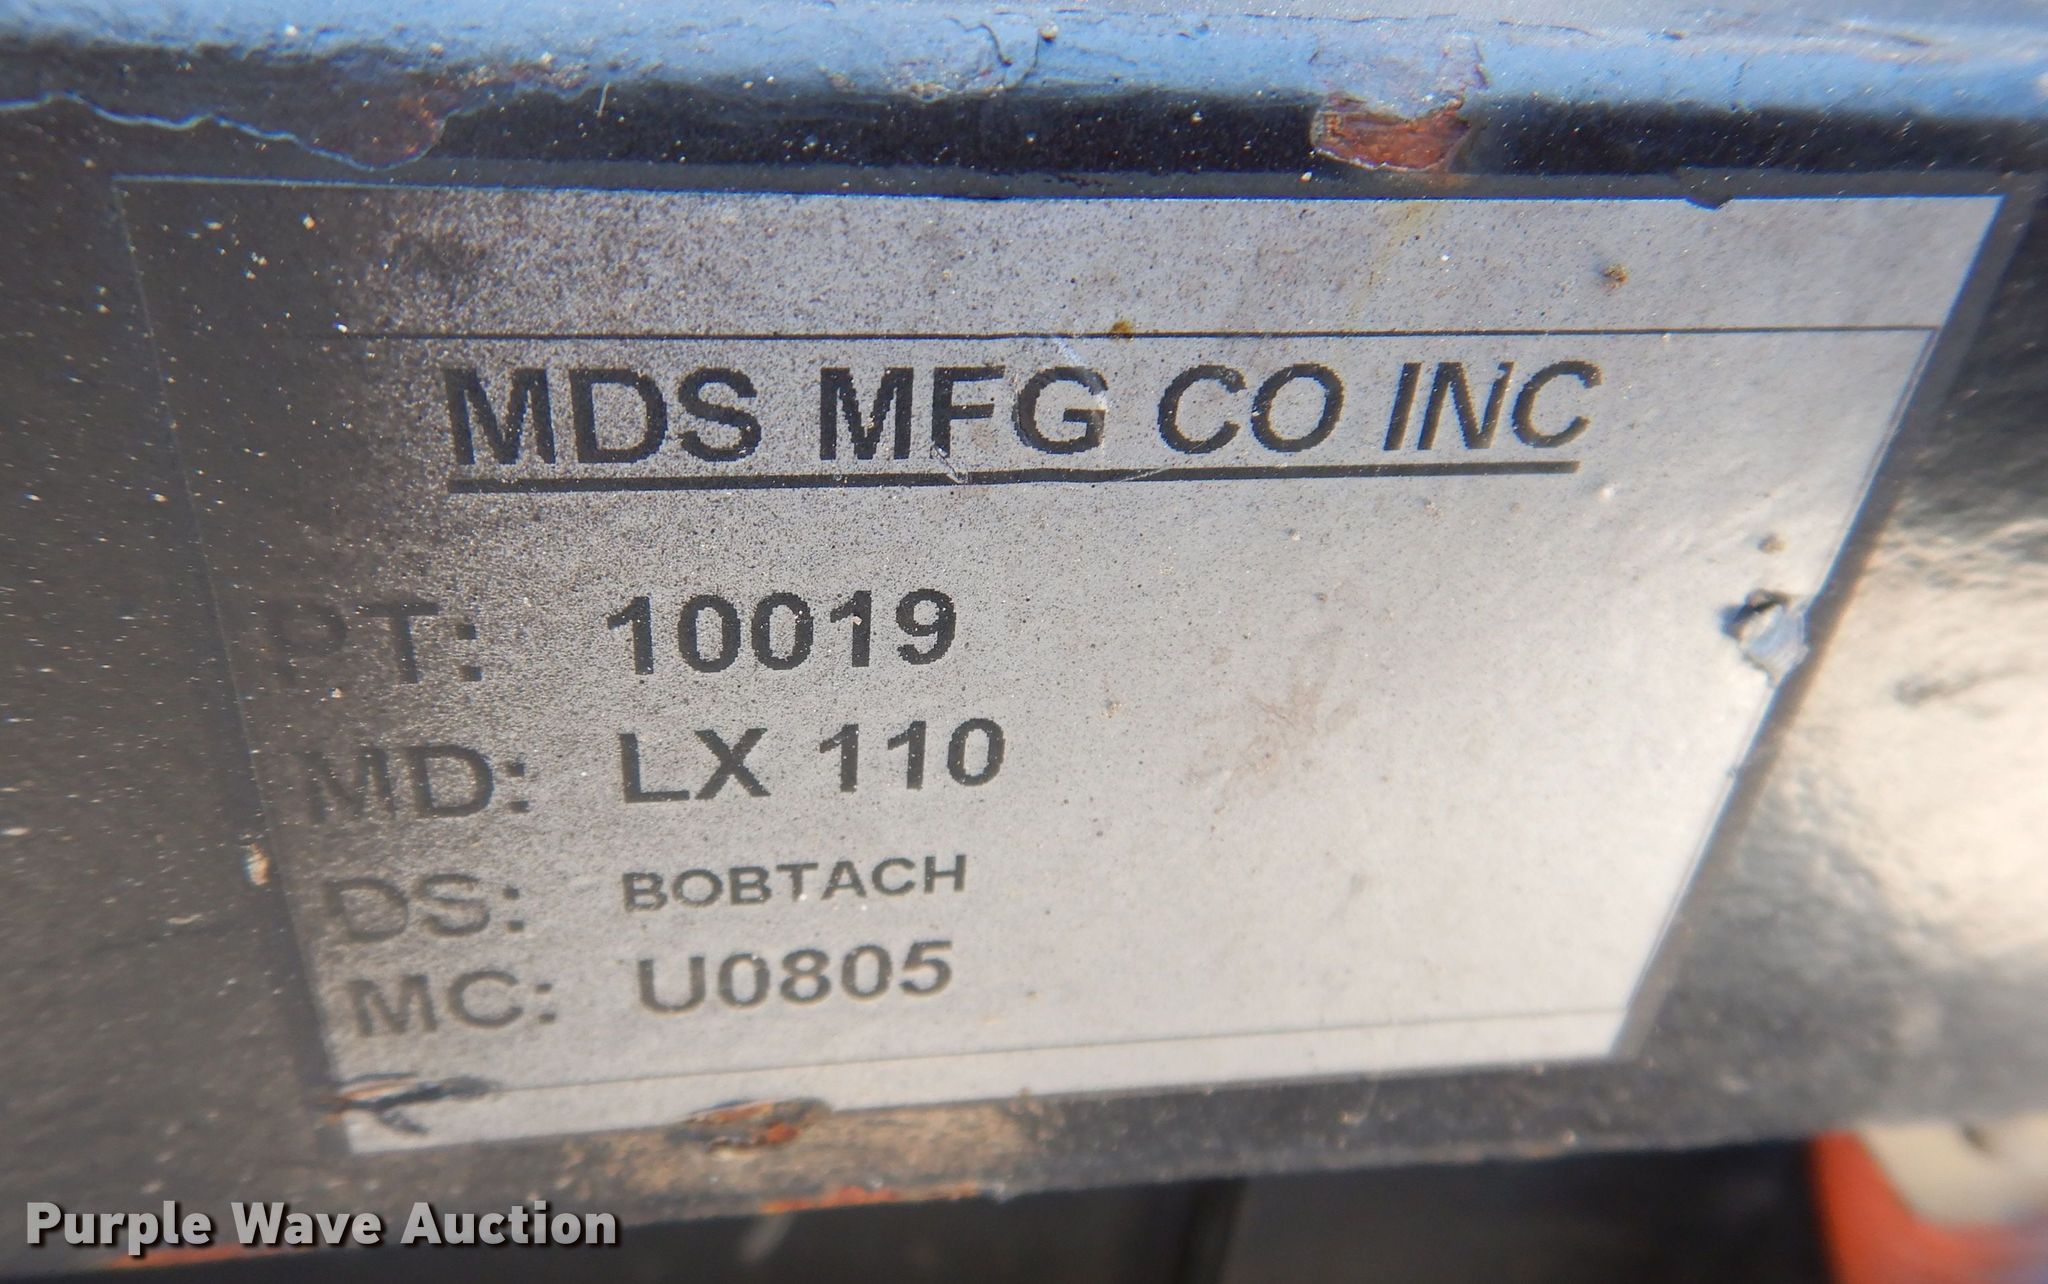 MDS MFG CO INC
PT: 10019
MD: LX 110
DS: BOBTACH
MC: U0805
Purple Wave Auction